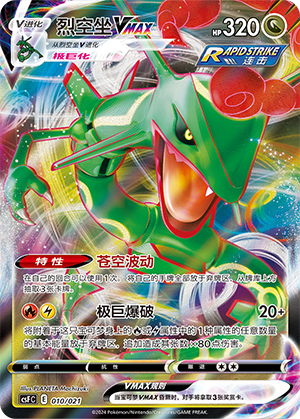 V进化
烈空坐VMAX
HP 320
从烈空坐V进化
极巨化
RAPID STRIKE
连击
特性 苍空波动
在自己的回合可以使用1次。将自己的手牌全部放于弃牌区,从牌库上方
抽取3张卡牌。
极巨爆破 20+
将附着于这只宝可梦身上的 或 属性中的1种属性的任意数量
的基本能量放于弃牌区,追加造成其张数×80点伤害。
弱点 抵抗力 撤退
Illus. PLANETA Mochizuki
VMAX规则
当宝可梦VMAX昏厥时,对手将拿取3张奖赏卡。
csFC E 010/021
©2024 Pokémon/Nintendo/Creatures/GAME FREAK.